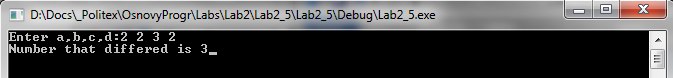 D:\Docs\_Politex\OsnovyProgr\Labs\Lab2\Lab2_5\Lab2_5\Debug\Lab2_5.exe
Enter a,b,c,d:2 2 3 2
Number that differed is 3_